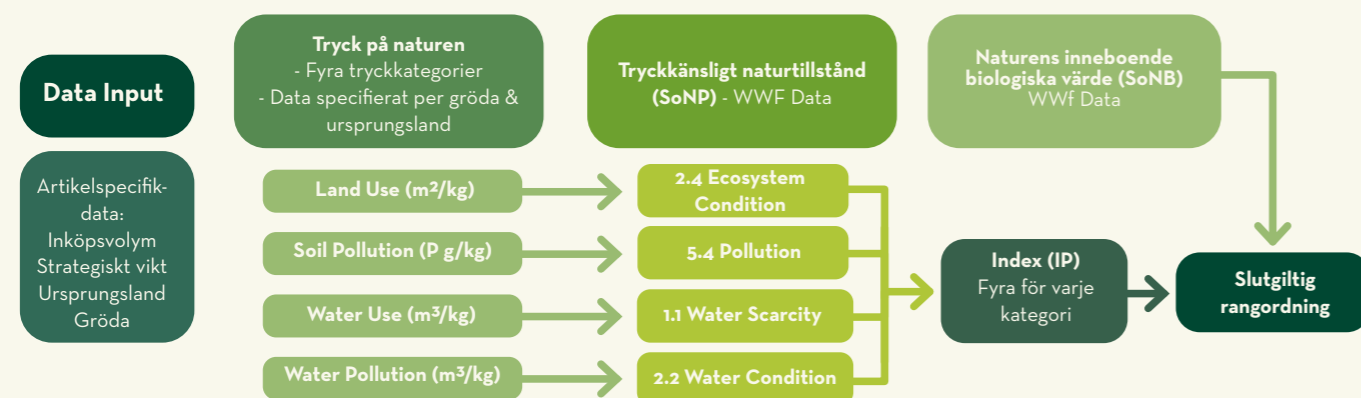 Data Input
Artikelspecifik-
data:
Inköpsvolym
Strategiskt vikt
Ursprungsland
Gröda
Tryck på naturen
- Fyra tryckkategorier
- Data specifierat per gröda &
ursprungsland
Land Use (m²/kg)
Soil Pollution (P g/kg)
Water Use (m³/kg)
Water Pollution (m³/kg)
Tryckkänsligt naturtillstånd
(SoNP) - WWF Data
2.4 Ecosystem
Condition
5.4 Pollution
1.1 Water Scarcity
2.2 Water Condition
Naturens inneboende
biologiska värde (SoNB)
WWf Data
Index (IP)
Fyra för varje
kategori
Slutgiltig
rangordning